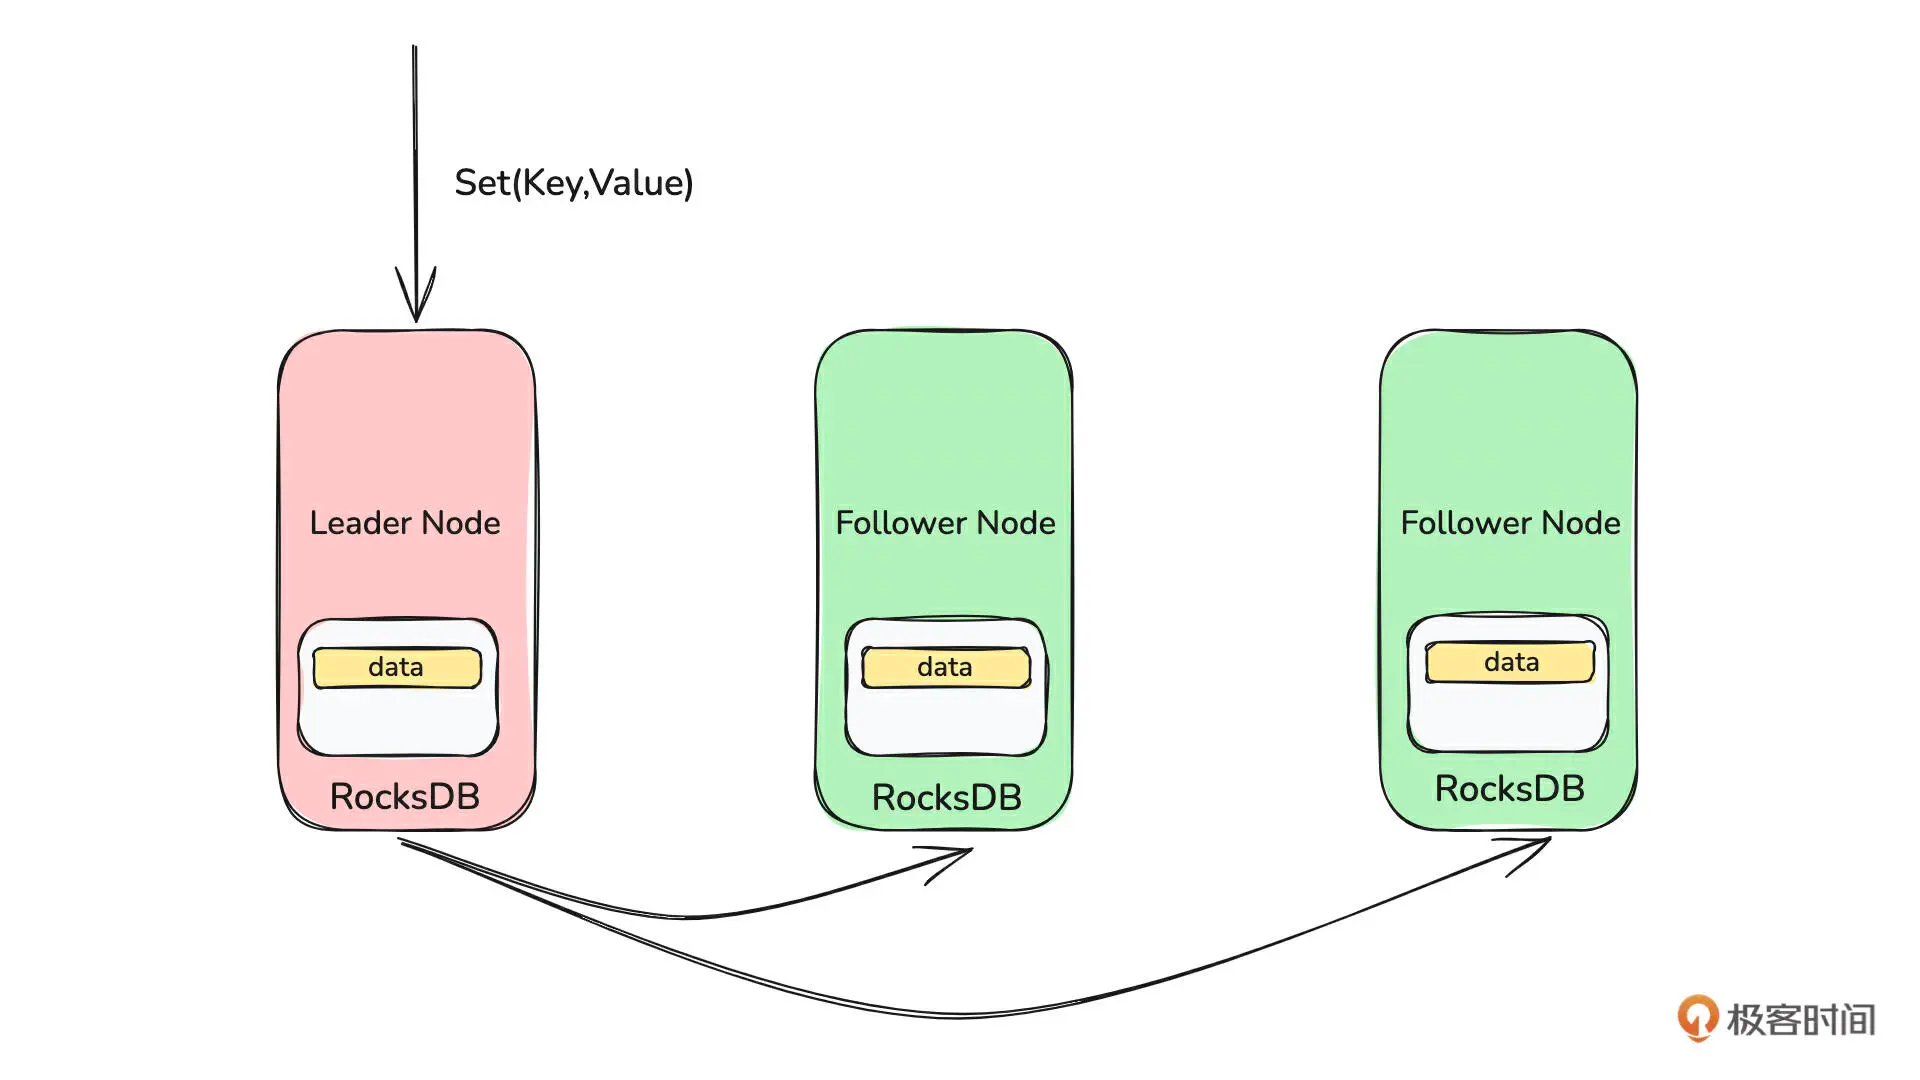 Set(Key,Value)
Leader Node
Follower Node
Follower Node
data
data
data
RocksDB
RocksDB
RocksDB
极客时间